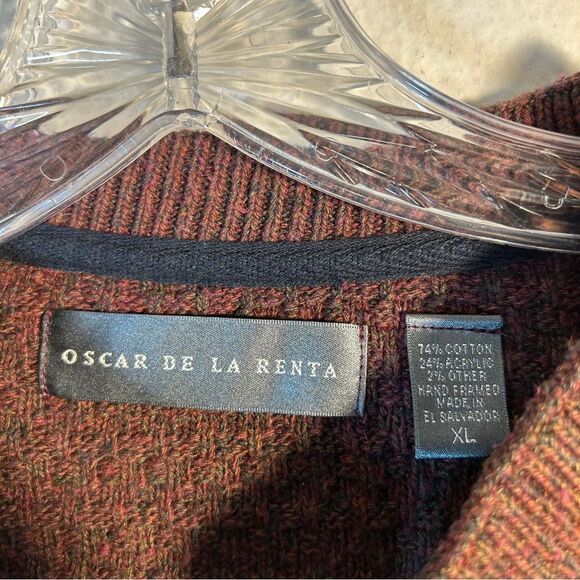 OSCAR DE LA RENTA
74% COTTON
24% ACRYLIC
2% OTHER
HAND FRAMED
MADE IN
EL SALVADOR
XL